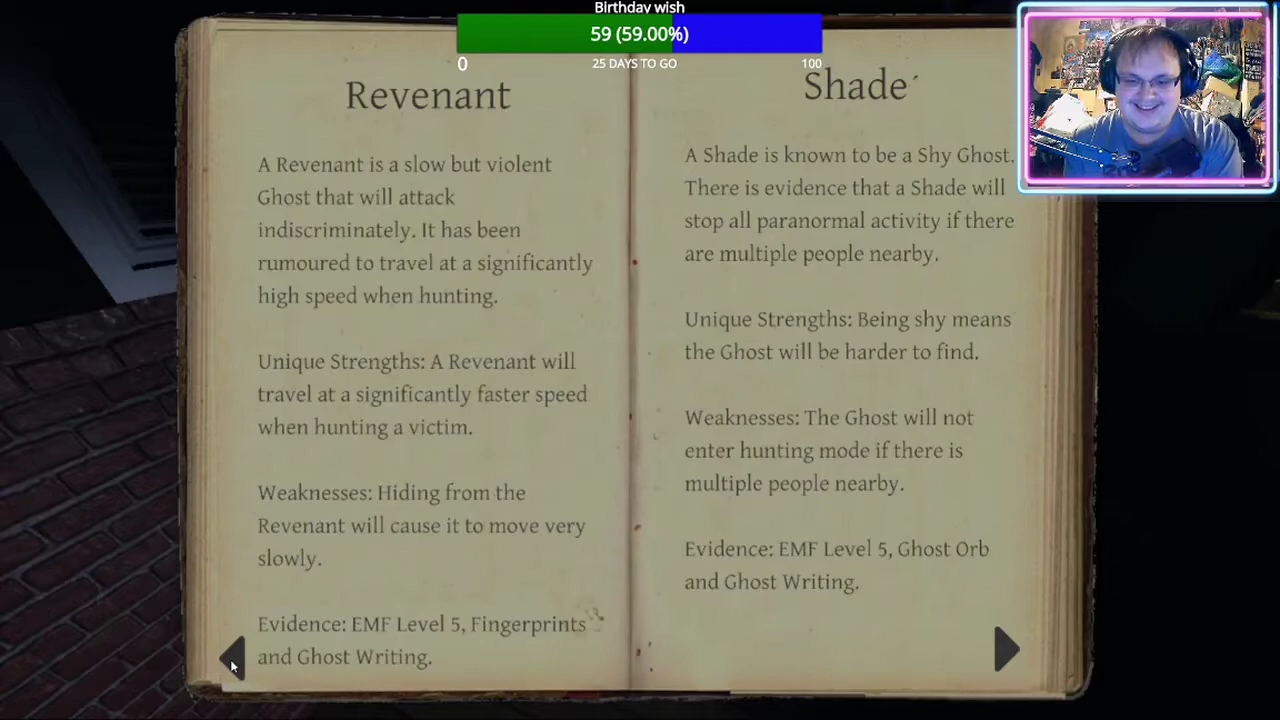 Birthday wish
59 (59.00%)
0
25 DAYS TO GO
100
Revenant
A Revenant is a slow but violent
Ghost that will attack
indiscriminately. It has been
rumoured to travel at a significantly
high speed when hunting.
Unique Strengths: A Revenant will
travel at a significantly faster speed
when hunting a victim.
Weaknesses: Hiding from the
Revenant will cause it to move very
slowly.
Evidence: EMF Level 5, Fingerprints
and Ghost Writing.
Shade
A Shade is known to be a Shy Ghost.
There is evidence that a Shade will
stop all paranormal activity if there
are multiple people nearby.
Unique Strengths: Being shy means
the Ghost will be harder to find.
Weaknesses: The Ghost will not
enter hunting mode if there is
multiple people nearby.
Evidence: EMF Level 5, Ghost Orb
and Ghost Writing.